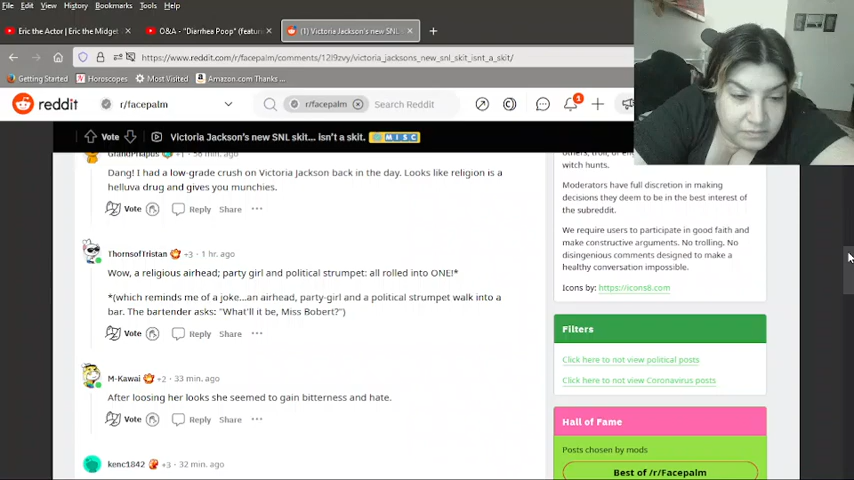 File Edit View History Bookmarks Tools Help
Eric the Actor | Eric the Midget
O&A - "Diarrhea Poop" (featur
(1) Victoria Jackson's new SNL
https://www.reddit.com/r/facepalm/comments/12l9zvy/victoria_jacksons_new_snl_skit_isnt_a_skit/
Getting Started Horoscopes Most Visited Amazon.com Thanks ...
reddit r/facepalm r/facepalm Search Reddit 1
Vote Victoria Jackson's new SNL skit... isn't a skit. MISC
+1 · 56 min. ago
Dang! I had a low-grade crush on Victoria Jackson back in the day. Looks like religion is a
helluva drug and gives you munchies.
Vote Reply Share ...
ThornsofTristan +3 · 1 hr. ago
Wow, a religious airhead; party girl and political strumpet: all rolled into ONE!*
*(which reminds me of a joke...an airhead, party-girl and a political strumpet walk into a
bar. The bartender asks: "What'll it be, Miss Bobert?")
Vote Reply Share ...
M-Kawai +2 · 33 min. ago
After loosing her looks she seemed to gain bitterness and hate.
Vote Reply Share ...
kenc1842 +3 · 32 min. ago
witch hunts.
Moderators have full discretion in making
decisions they deem to be in the best interest of
the subreddit.
We require users to participate in good faith and
make constructive arguments. No trolling. No
disingenious comments designed to make a
healthy conversation impossible.
Icons by: https://icons8.com
Filters
Click here to not view political posts
Click here to not view Coronavirus posts
Hall of Fame
Posts chosen by mods
Best of /r/Facepalm